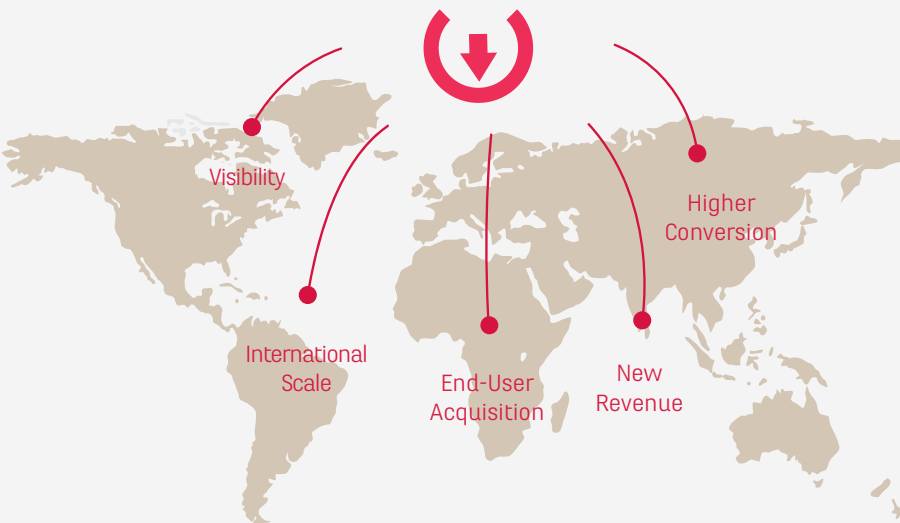 Visibility
Higher
Conversion
International
Scale
End-User
Acquisition
New
Revenue